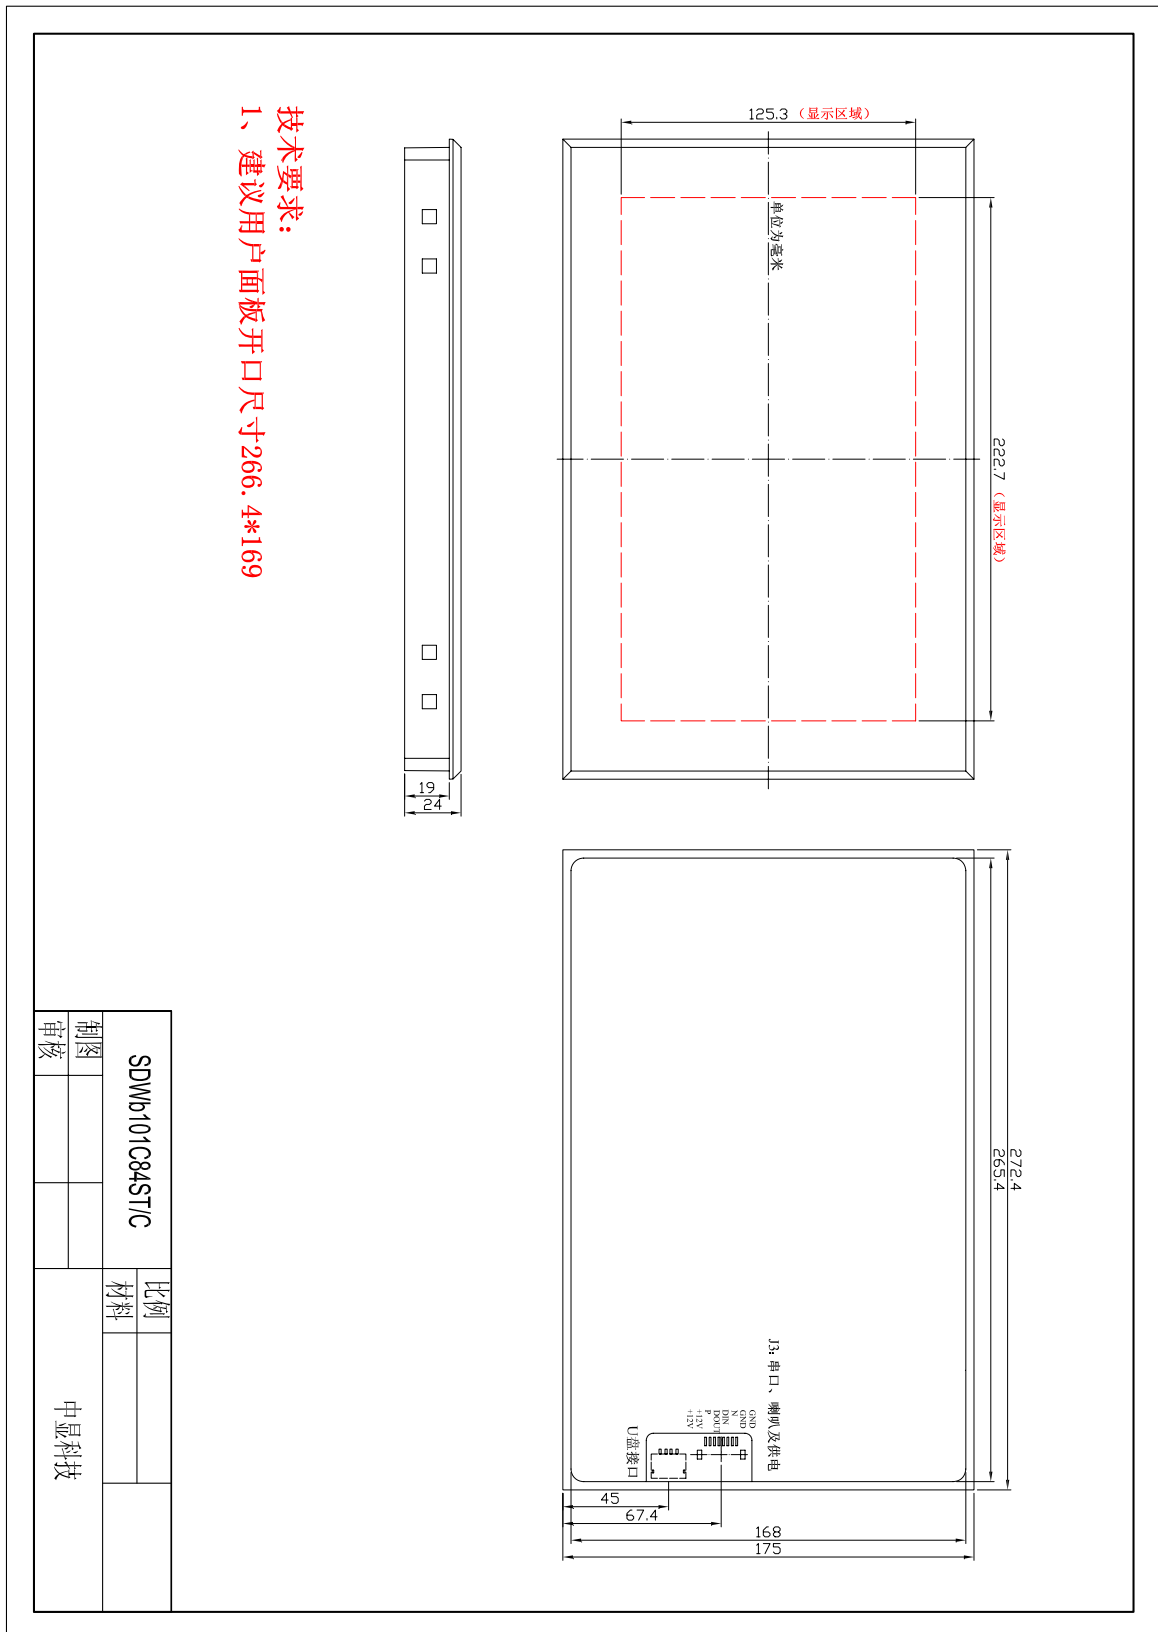 222.7（显示区域）
125.3（显示区域）
单位为毫米
272.4
265.4
J3: 串口、喇叭及供电
GND
GND
N
DIN
DOUT
P
+12V
+12V
U盘接口
45
67.4
168
175
19
24
技术要求：
1、建议用户面板开口尺寸266.4*169
SDWb101C84ST/C
比例
材料
制图
审核
中显科技